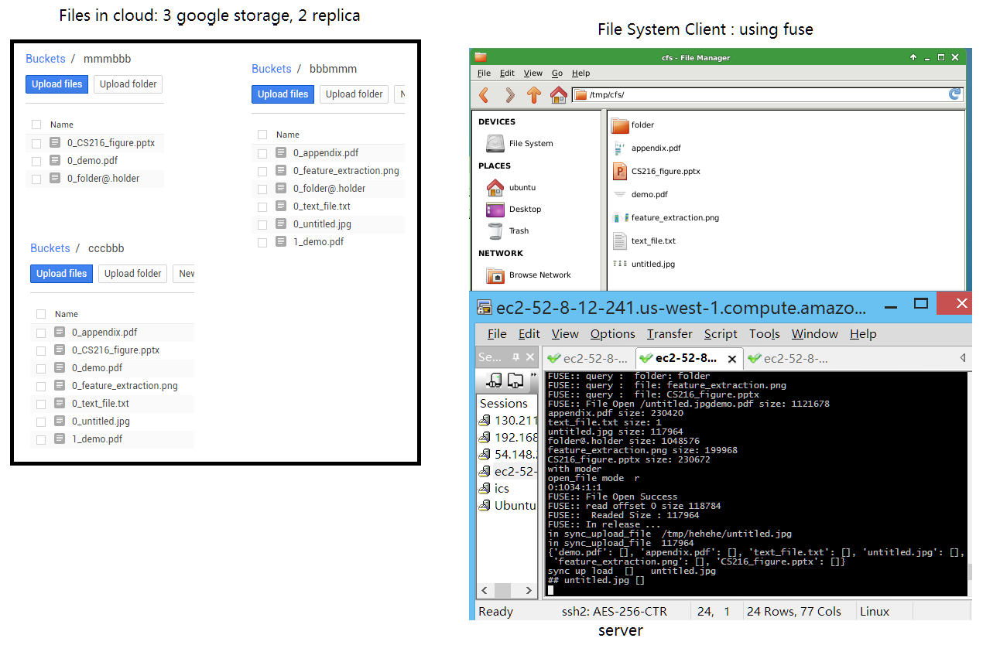 Files in cloud: 3 google storage, 2 replica
Buckets / mmmbbb
Upload files Upload folder
Name
0_CS216_figure.pptx
0_demo.pdf
0_folder@.holder
Buckets / bbbmmm
Upload files Upload folder N
Name
0_appendix.pdf
0_feature_extraction.png
0_folder@.holder
0_text_file.txt
0_untitled.jpg
1_demo.pdf
Buckets / cccbbb
Upload files Upload folder New
Name
0_appendix.pdf
0_CS216_figure.pptx
0_demo.pdf
0_feature_extraction.png
0_text_file.txt
0_untitled.jpg
1_demo.pdf
File System Client : using fuse
cfs - File Manager
File Edit View Go Help
/tmp/cfs/
DEVICES
File System
PLACES
ubuntu
Desktop
Trash
NETWORK
Browse Network
folder
appendix.pdf
CS216_figure.pptx
demo.pdf
feature_extraction.png
text_file.txt
untitled.jpg
ec2-52-8-12-241.us-west-1.compute.amazo...
File Edit View Options Transfer Script Tools Window Help
Se... ec2-52-8-... ec2-52-8... ec2-52-8-...
Sessions
130.211
192.168
54.148.2
ec2-52-
ics
Ubuntu
FUSE:: query :  folder: folder
FUSE:: query :  file: feature_extraction.png
FUSE:: query :  file: CS216_figure.pptx
FUSE:: File Open /untitled.jpgdemo.pdf size: 1121678
appendix.pdf size: 230420
text_file.txt size: 1
untitled.jpg size: 117964
folder@.holder size: 1048576
feature_extraction.png size: 199968
CS216_figure.pptx size: 230672
with moder
open_file mode  r
0:1034:1:1
FUSE:: File Open Success
FUSE:: read offset 0 size 118784
FUSE::  Readed Size : 117964
FUSE:: In release ...
in sync_upload_file  /tmp/hehehe/untitled.jpg
in sync_upload_file  117964
{'demo.pdf': [], 'appendix.pdf': [], 'text_file.txt': [], 'untitled.jpg': [],
'feature_extraction.png': [], 'CS216_figure.pptx': []}
sync up load  []   untitled.jpg
## untitled.jpg []
Ready ssh2: AES-256-CTR 24, 1 24 Rows, 77 Cols Linux
server